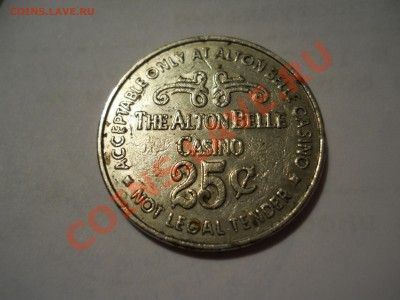 COINS.LAVE.RU
ACCEPTABLE ONLY AT ALTON BELLE CASINO
THE ALTON BELLE
CASINO
25¢
NOT LEGAL TENDER
COINS.LAVE.RU